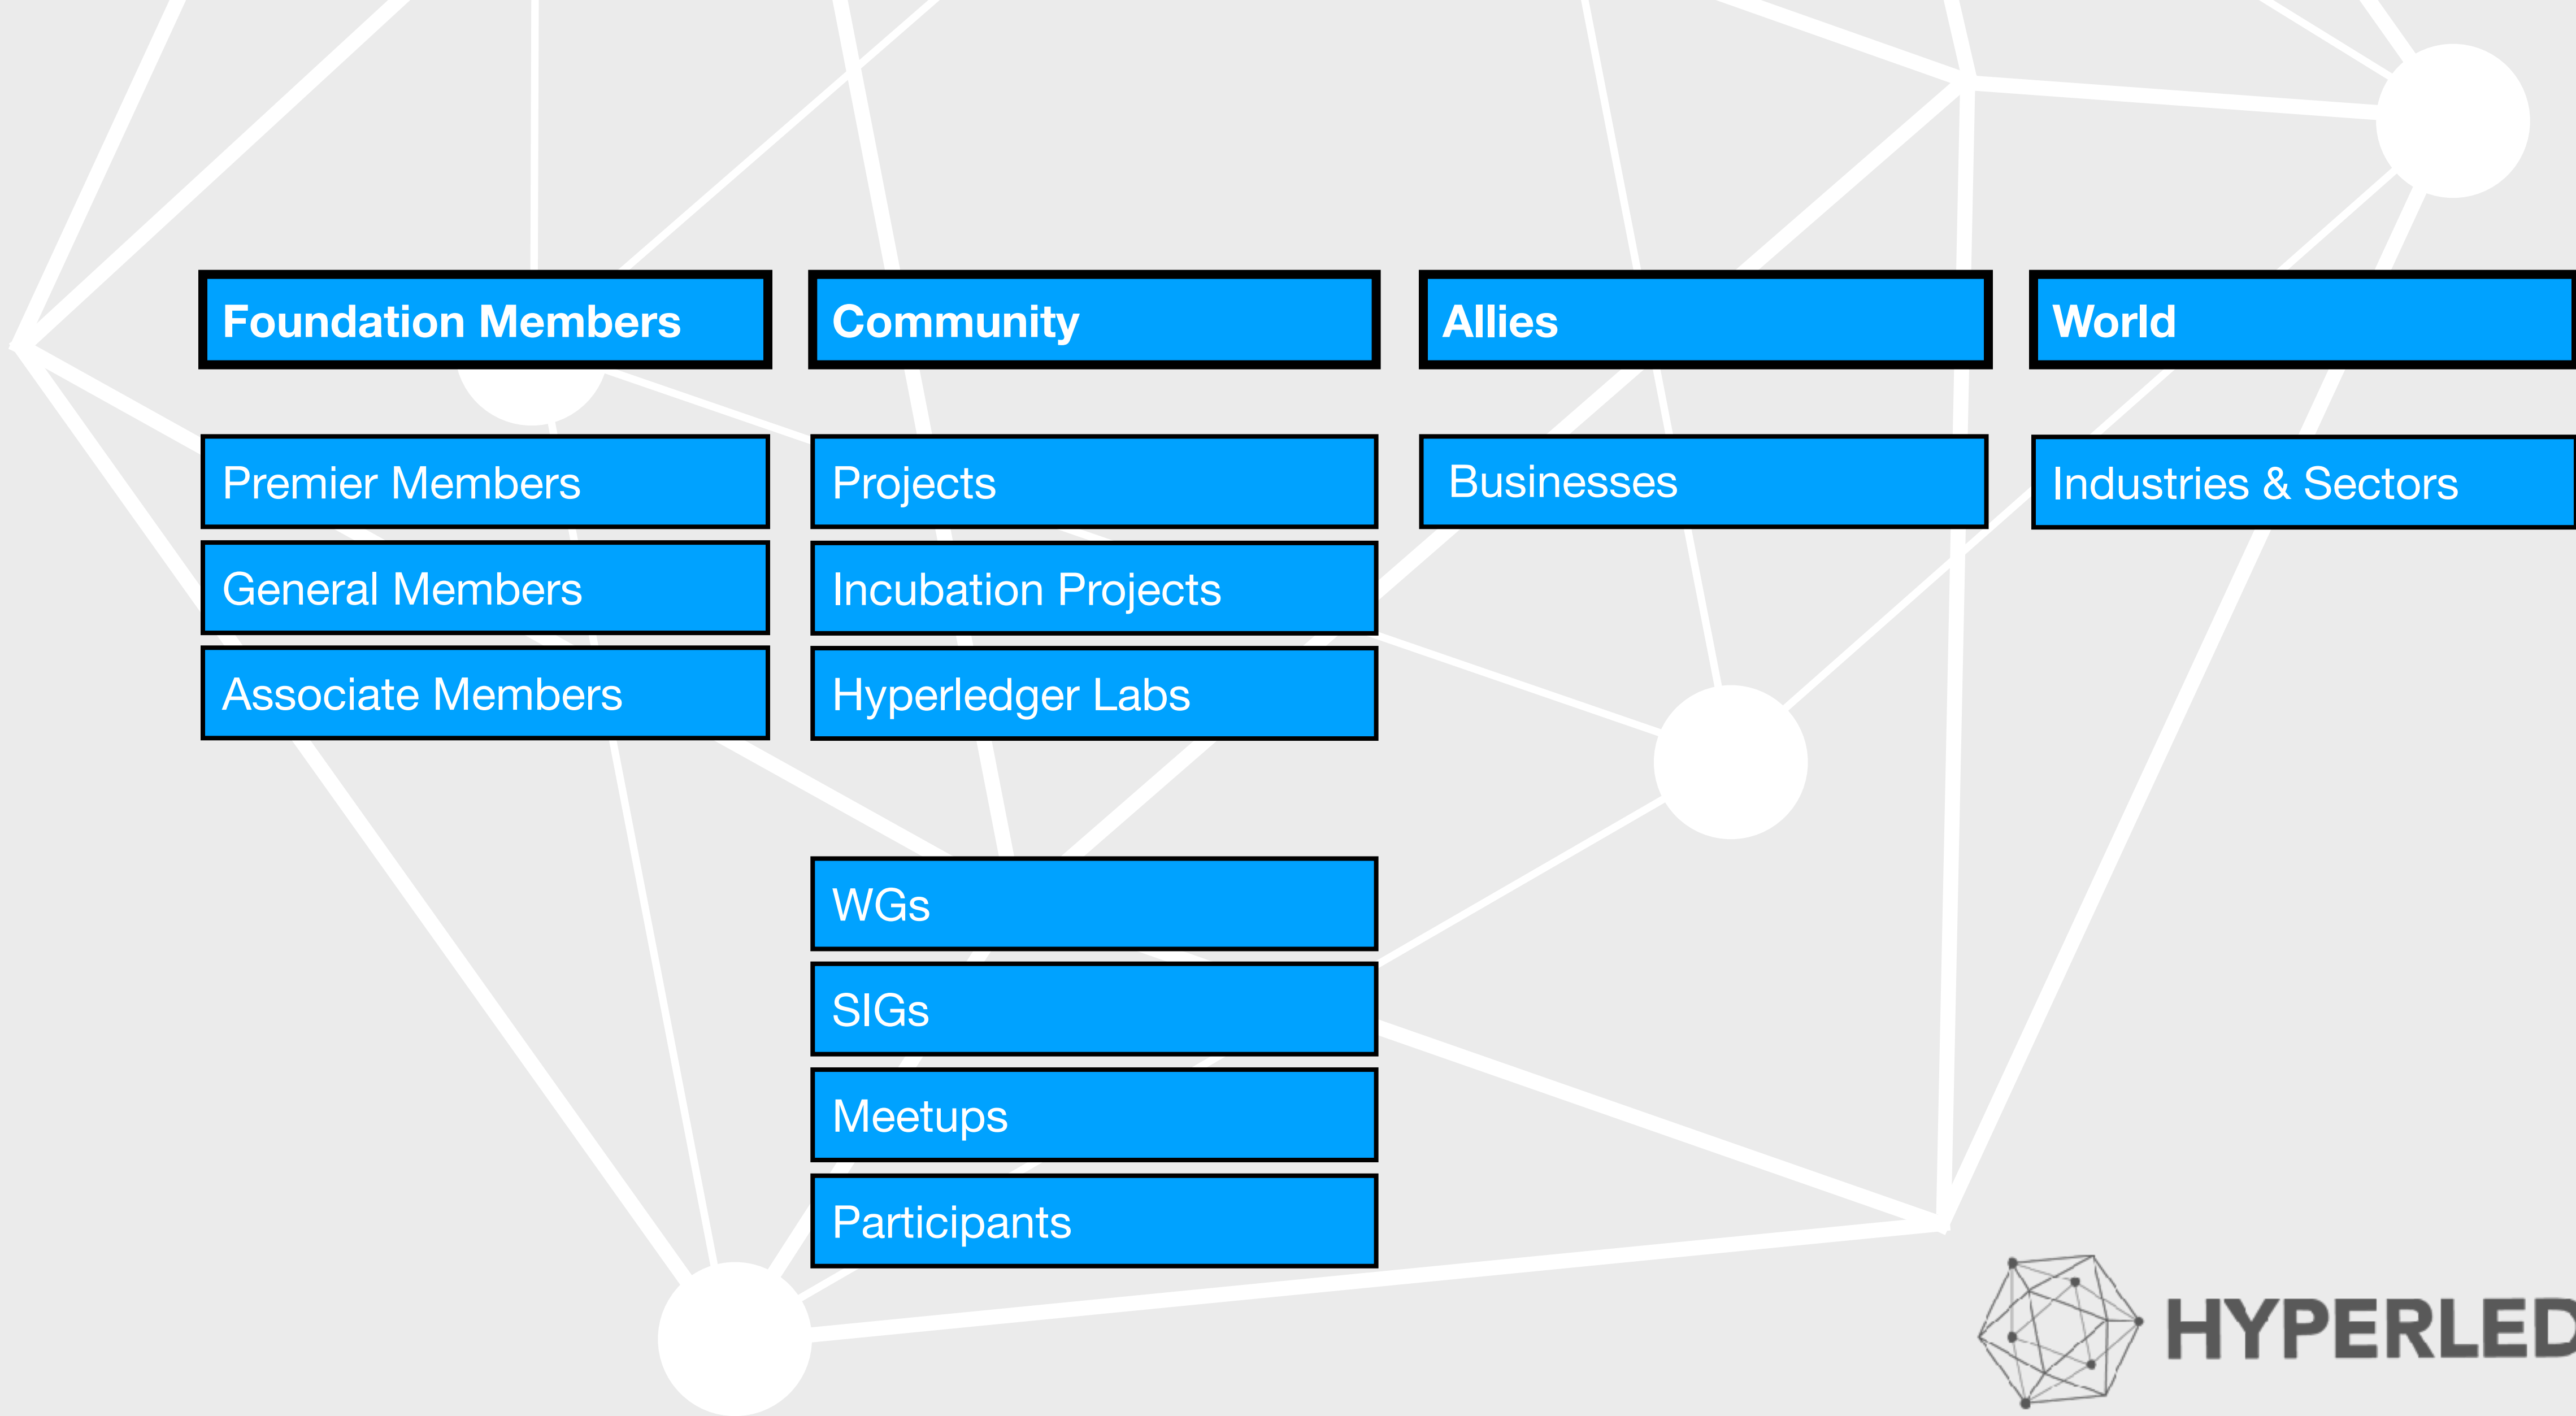 Foundation Members
Premier Members
General Members
Associate Members
Community
Projects
Incubation Projects
Hyperledger Labs
WGs
SIGs
Meetups
Participants
Allies
Businesses
World
Industries & Sectors
HYPERLED